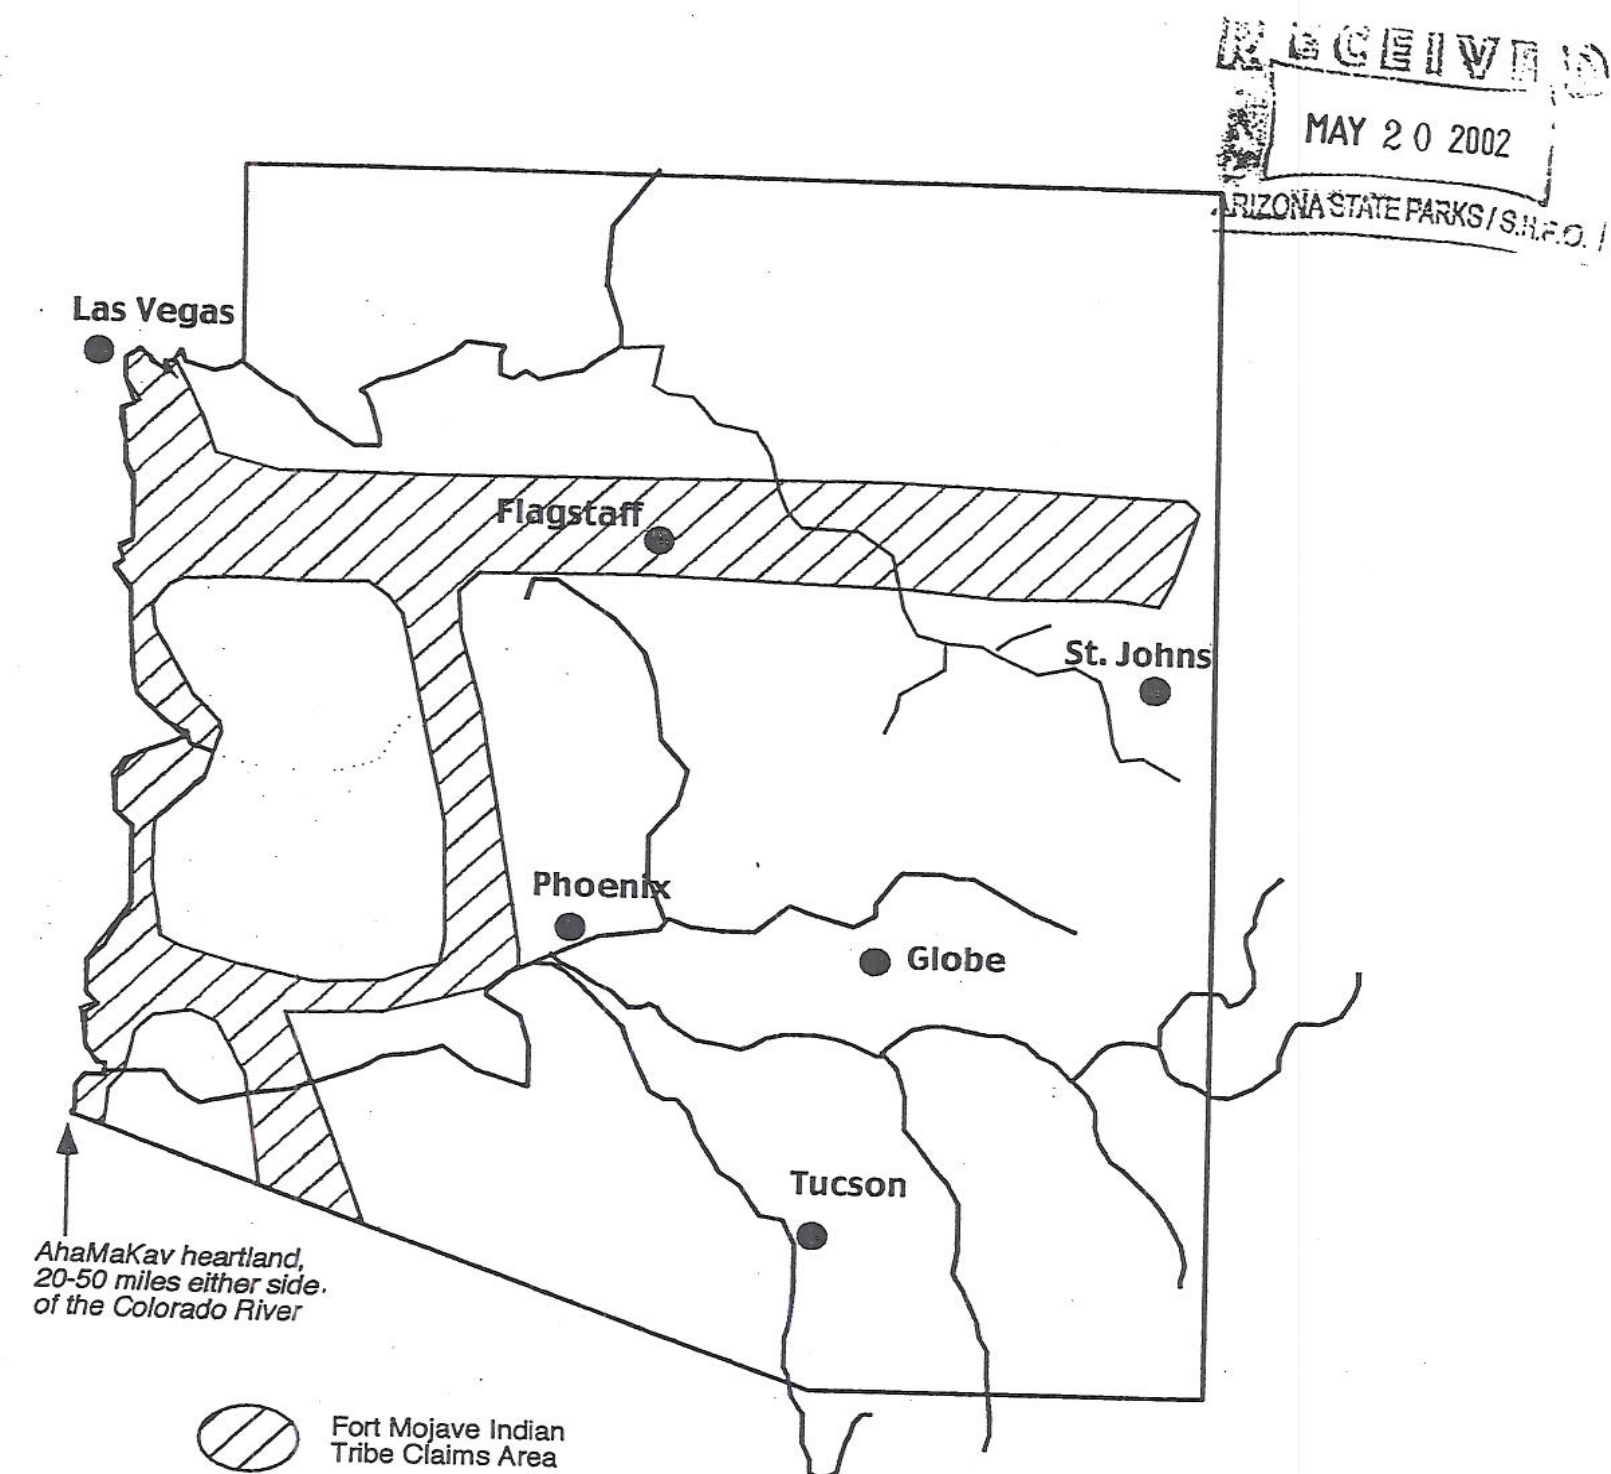 RECEIVED
MAY 20 2002
ARIZONA STATE PARKS / S.H.P.O.
Las Vegas
Flagstaff
St. Johns
Phoenix
Globe
Tucson
AhaMaKav heartland,
20-50 miles either side
of the Colorado River
Fort Mojave Indian
Tribe Claims Area